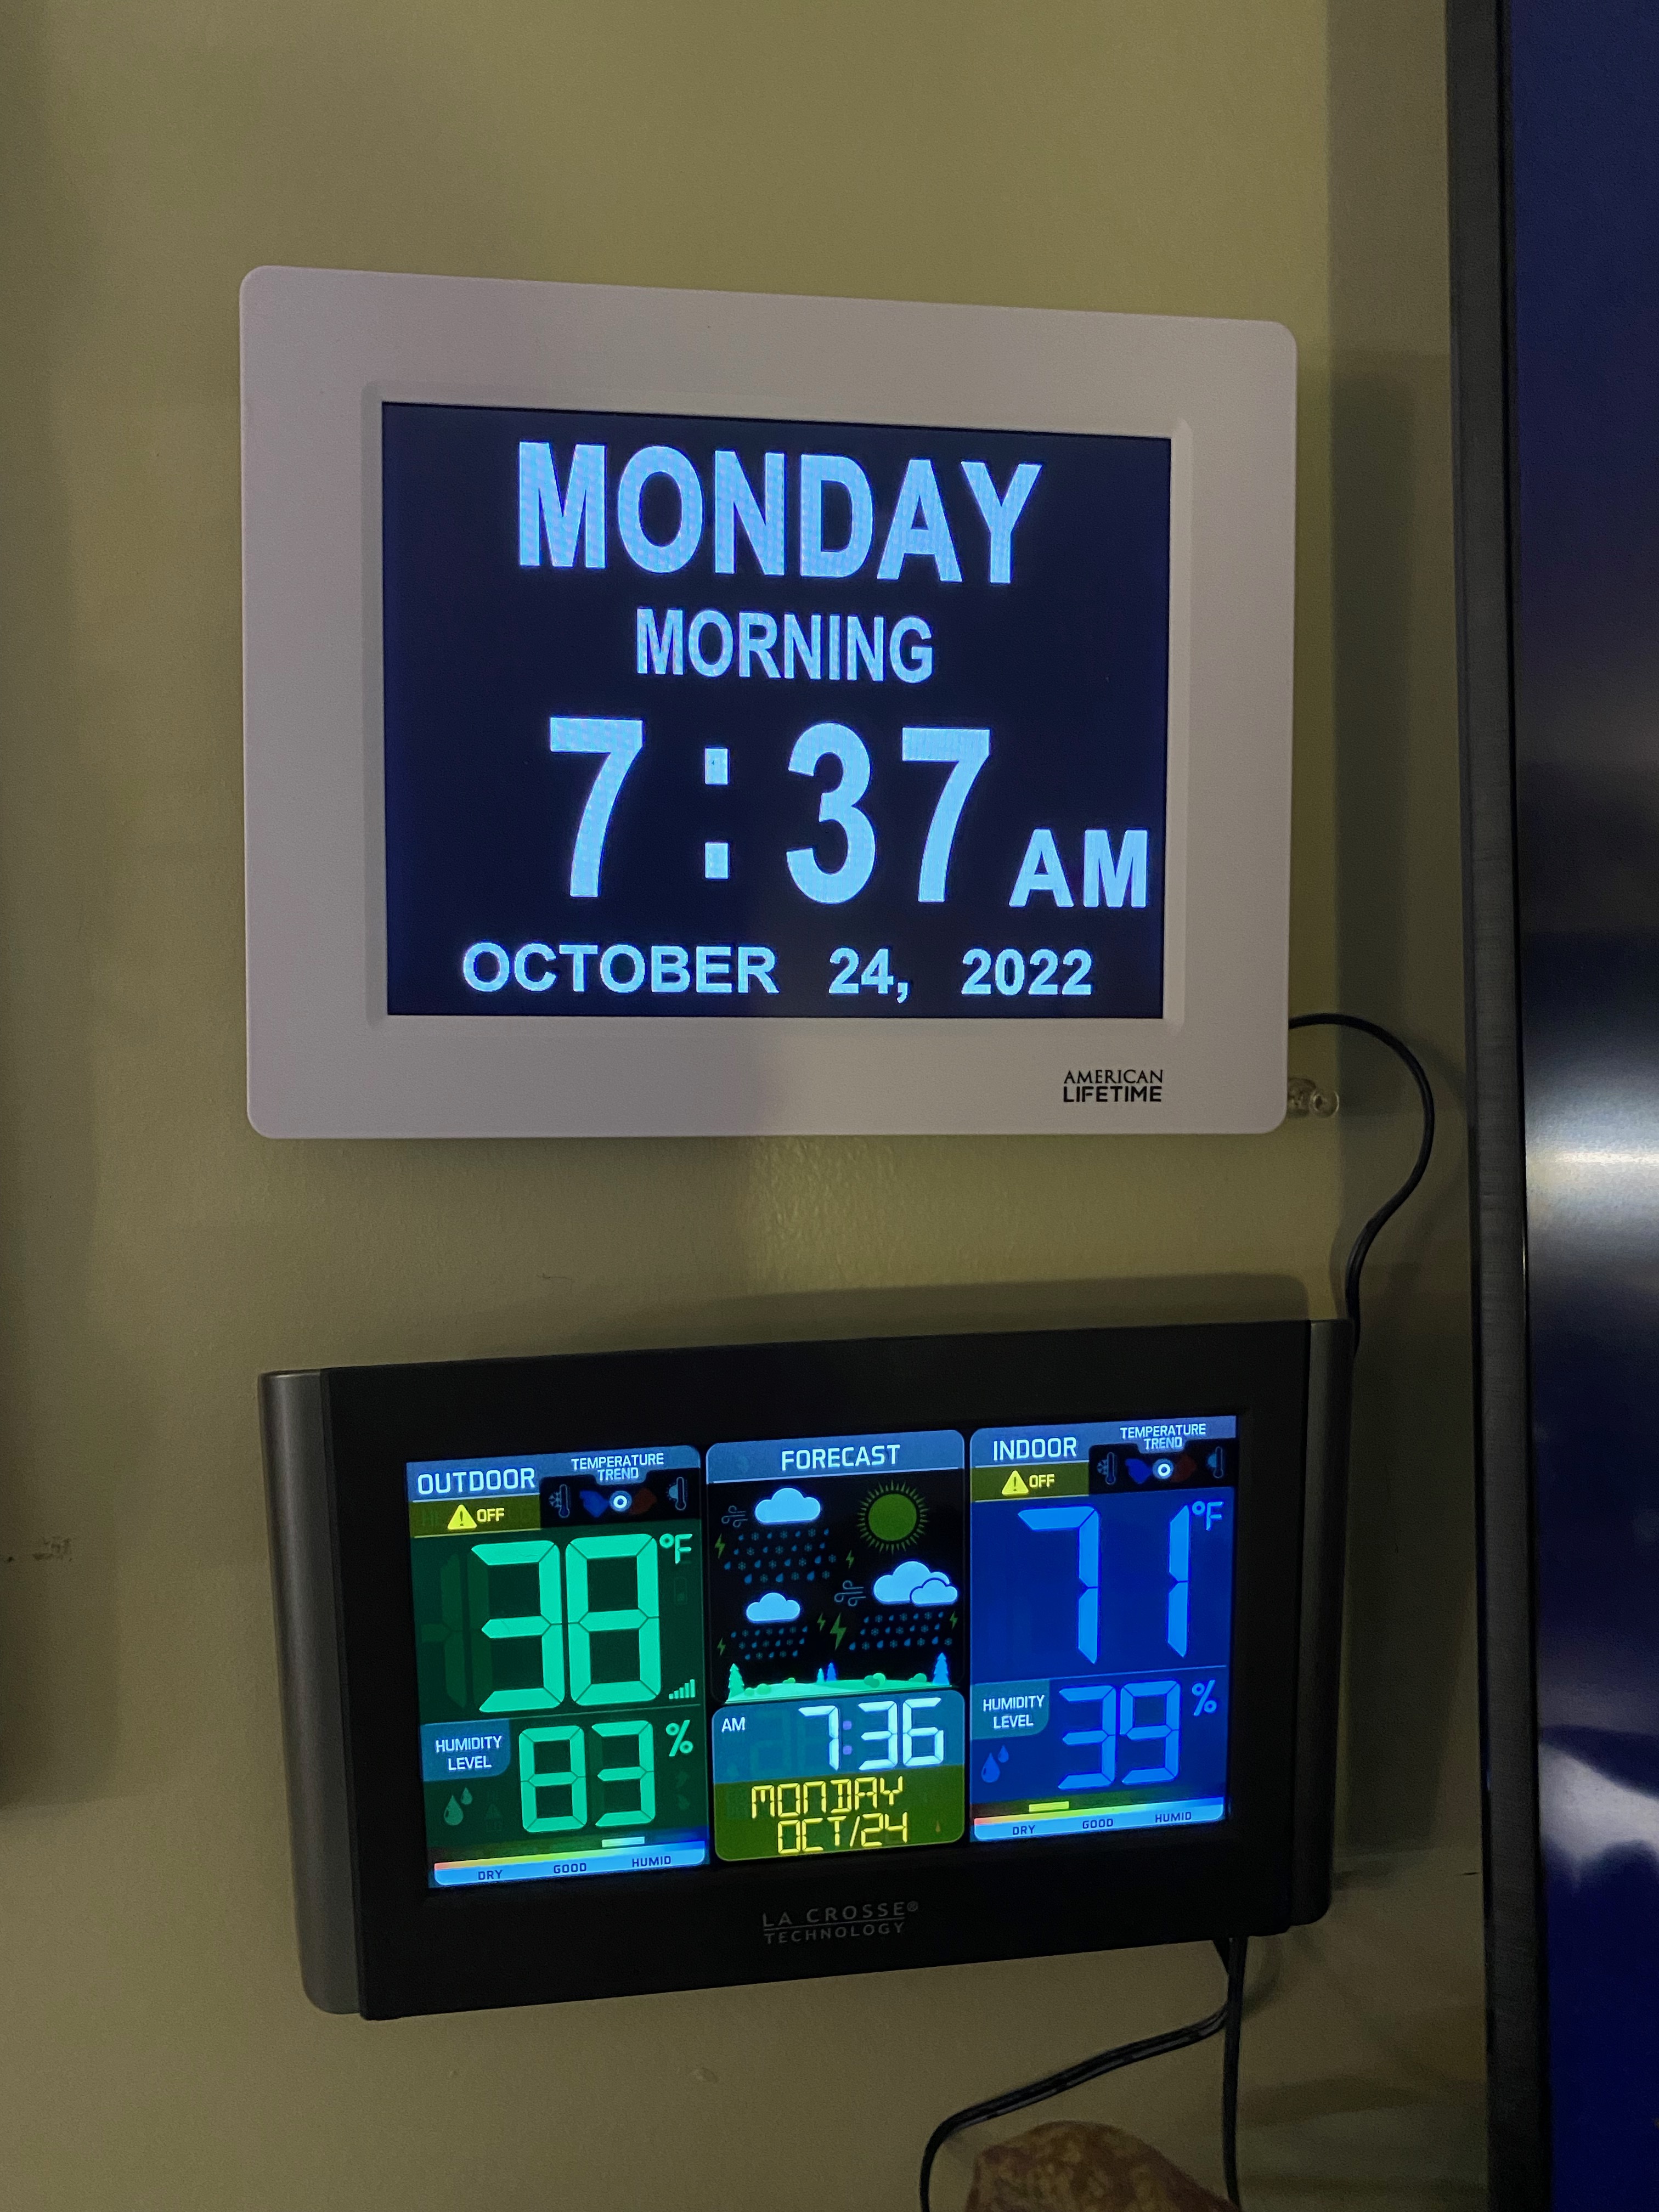 MONDAY
MORNING
7:37 AM
OCTOBER 24, 2022
AMERICAN
LIFETIME
OUTDOOR
TEMPERATURE
TREND
OFF
38 °F
HUMIDITY
LEVEL
83 %
DRY GOOD HUMID
FORECAST
AM 7:36
MONDAY
OCT/24
INDOOR
TEMPERATURE
TREND
OFF
71 °F
HUMIDITY
LEVEL
39 %
DRY GOOD HUMID
LA CROSSE®
TECHNOLOGY